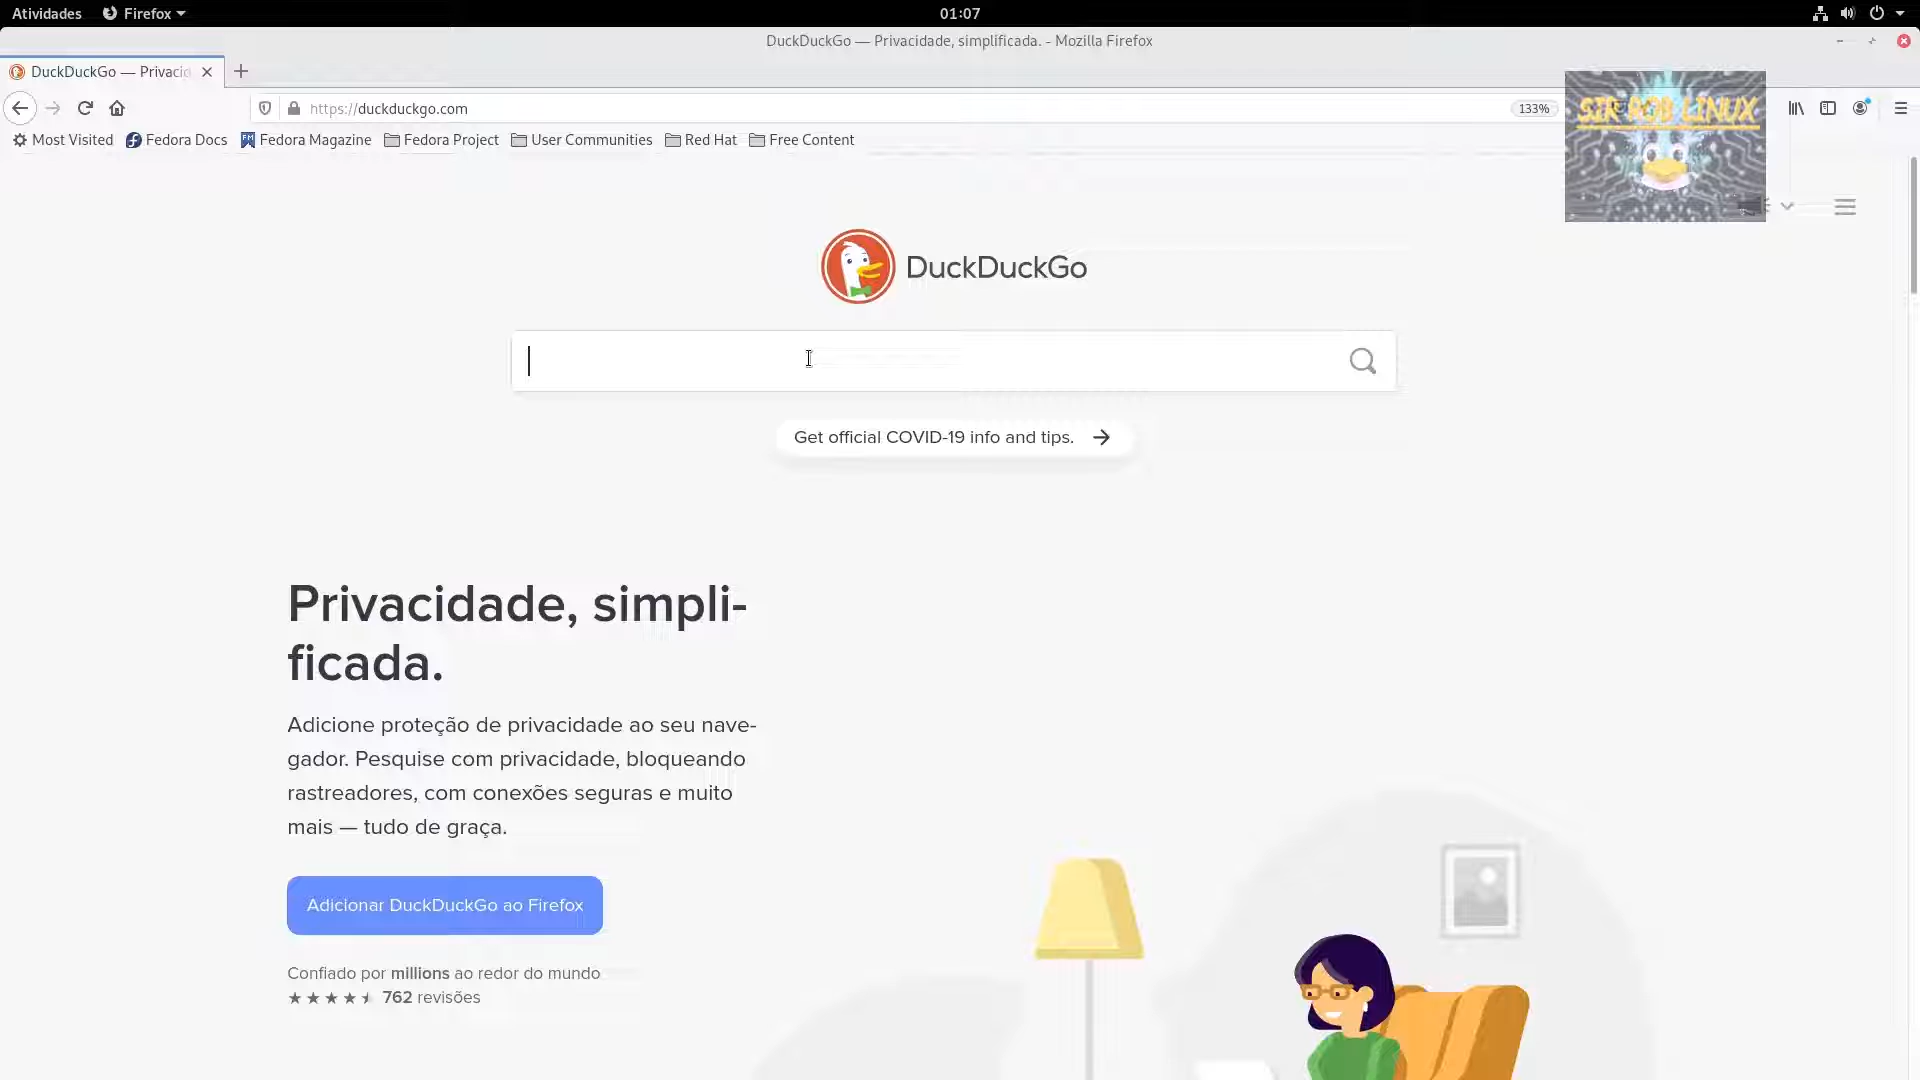 Atividades Firefox 01:07
DuckDuckGo — Privacidade, simplificada. - Mozilla Firefox
DuckDuckGo — Privacid
https://duckduckgo.com 133%
Most Visited Fedora Docs Fedora Magazine Fedora Project User Communities Red Hat Free Content
SIR ROB LINUX
DuckDuckGo
Get official COVID-19 info and tips.
Privacidade, simpli-
ficada.
Adicione proteção de privacidade ao seu nave-
gador. Pesquise com privacidade, bloqueando
rastreadores, com conexões seguras e muito
mais — tudo de graça.
Adicionar DuckDuckGo ao Firefox
Confiado por millions ao redor do mundo
762 revisões